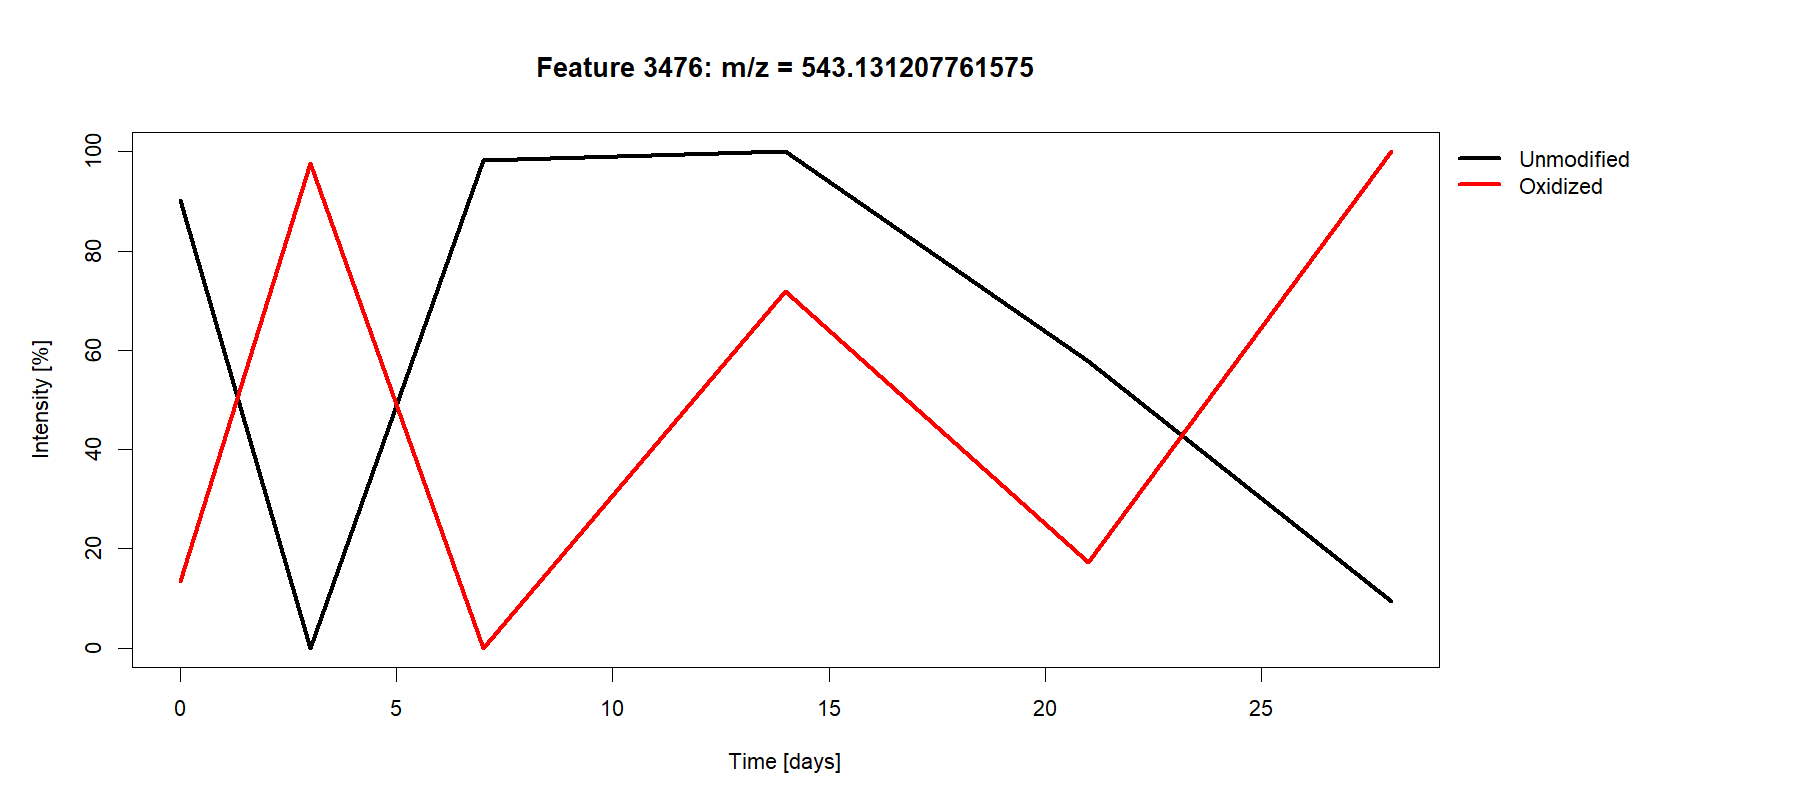 Feature 3476: m/z = 543.131207761575
Unmodified
Oxidized
100
80
60
40
20
0
Intensity [%]
0 5 10 15 20 25
Time [days]